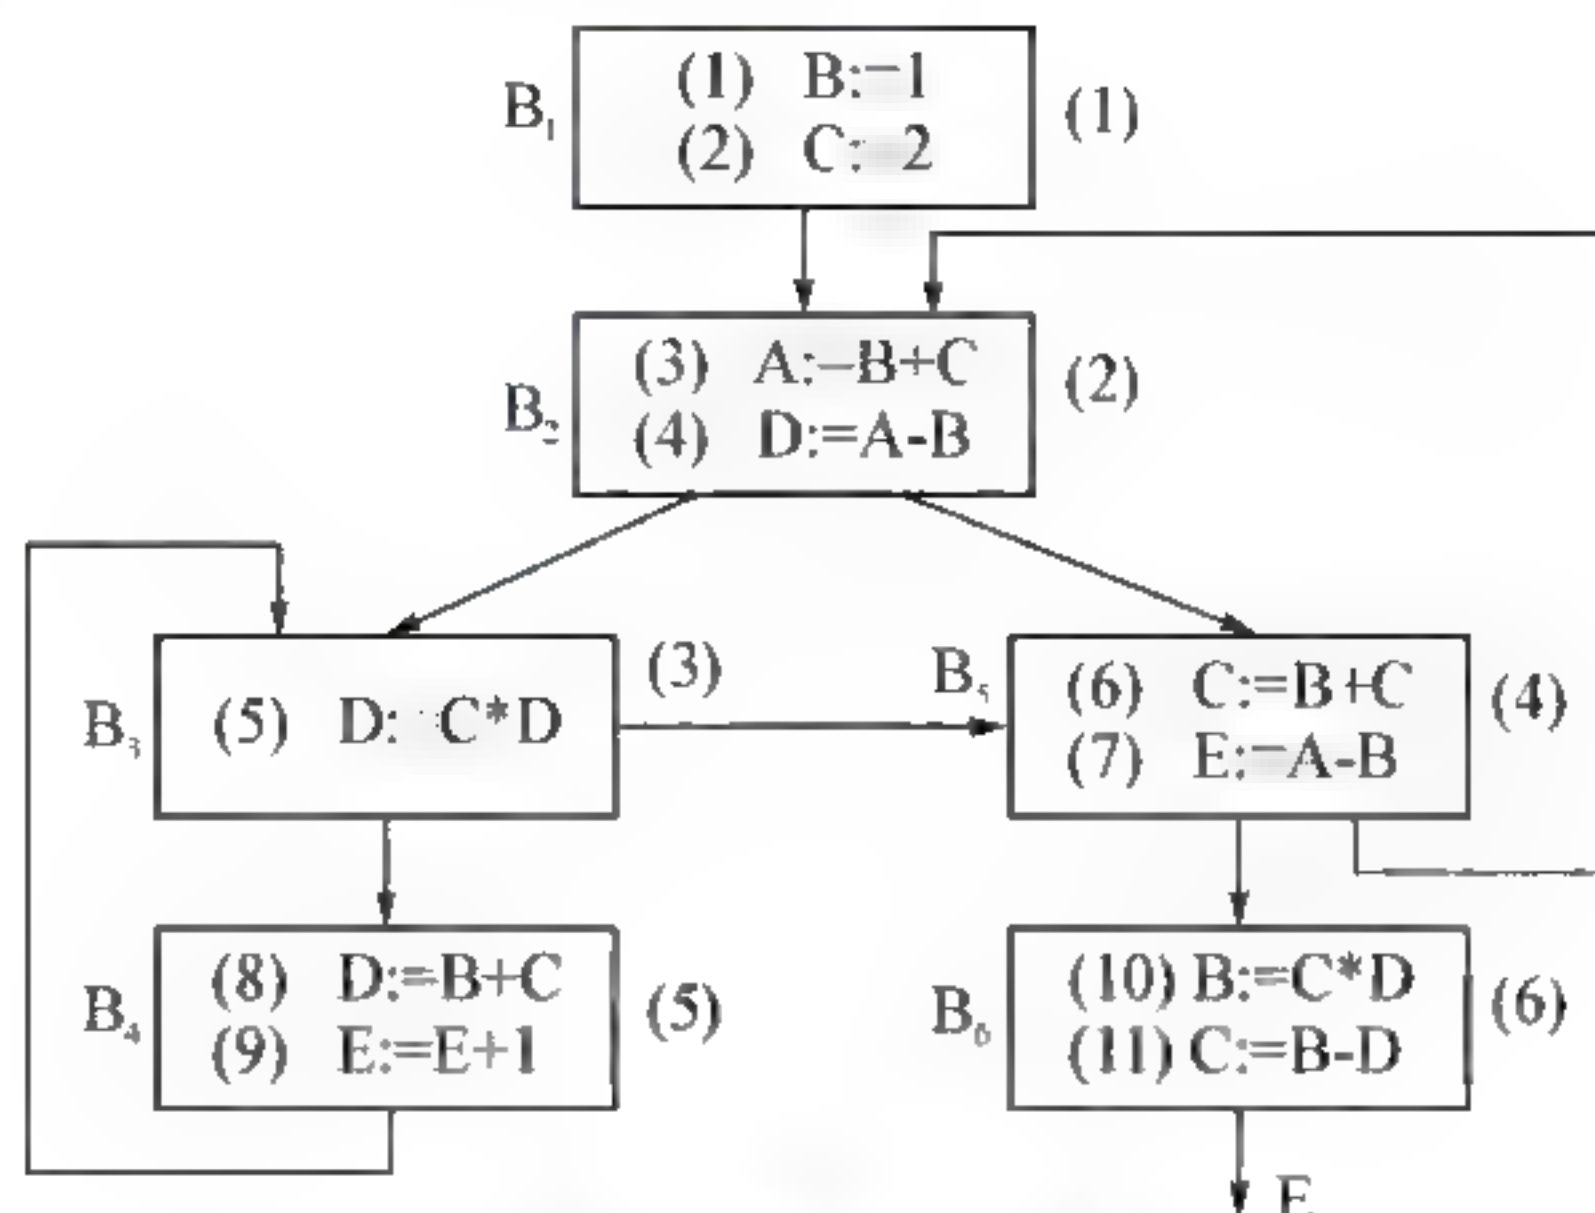 B₁
(1) B:=1
(2) C:=2
(1)
B₂
(3) A:=B+C
(4) D:=A-B
(2)
B₃
(5) D:=C*D
(3)
B₅
(6) C:=B+C
(7) E:=A-B
(4)
B₄
(8) D:=B+C
(9) E:=E+1
(5)
B₆
(10) B:=C*D
(11) C:=B-D
(6)